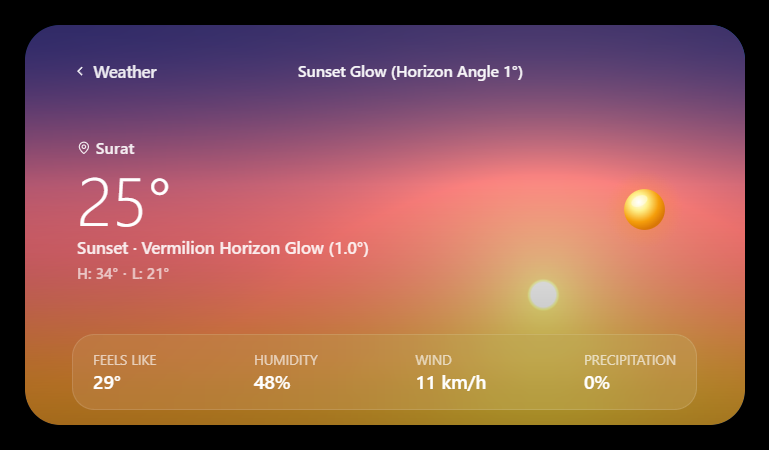 Weather
Sunset Glow (Horizon Angle 1°)
Surat
25°
Sunset · Vermilion Horizon Glow (1.0°)
H: 34° · L: 21°
FEELS LIKE HUMIDITY WIND PRECIPITATION
29° 48% 11 km/h 0%